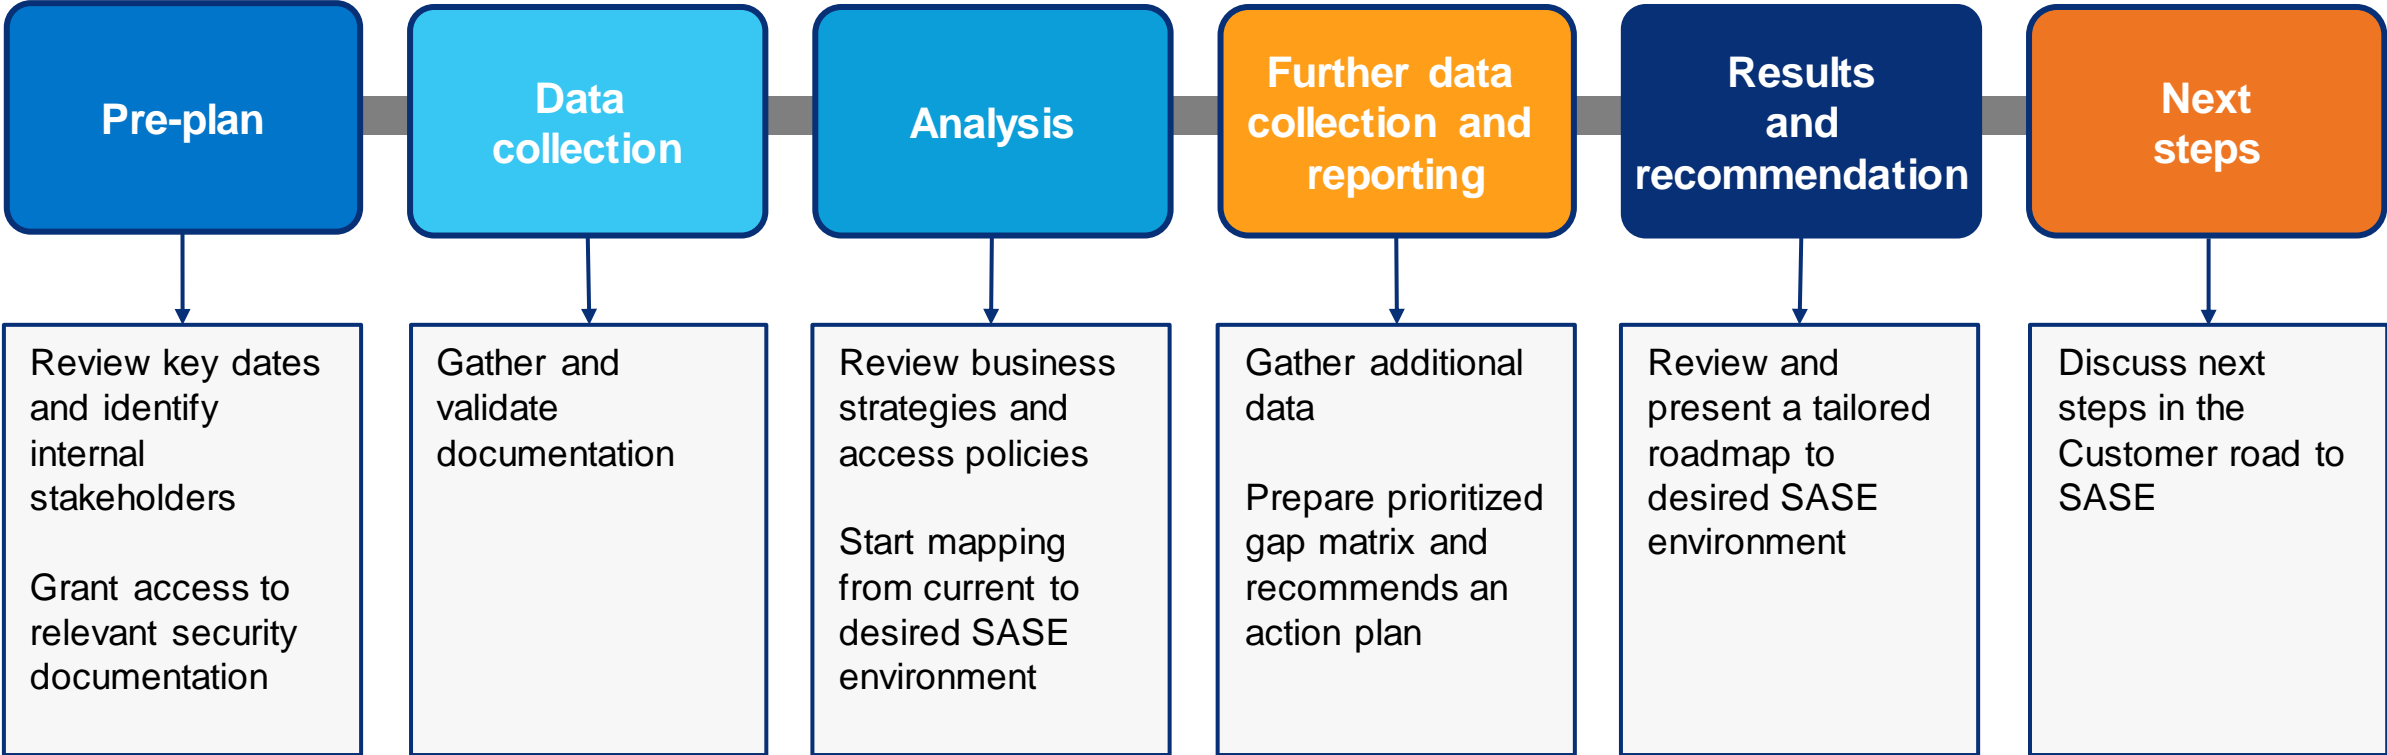 Pre-plan
Data
collection
Analysis
Further data
collection and
reporting
Results
and
recommendation
Next
steps
Review key dates
and identify
internal
stakeholders
Grant access to
relevant security
documentation
Gather and
validate
documentation
Review business
strategies and
access policies
Start mapping
from current to
desired SASE
environment
Gather additional
data
Prepare prioritized
gap matrix and
recommends an
action plan
Review and
present a tailored
roadmap to
desired SASE
environment
Discuss next
steps in the
Customer road to
SASE